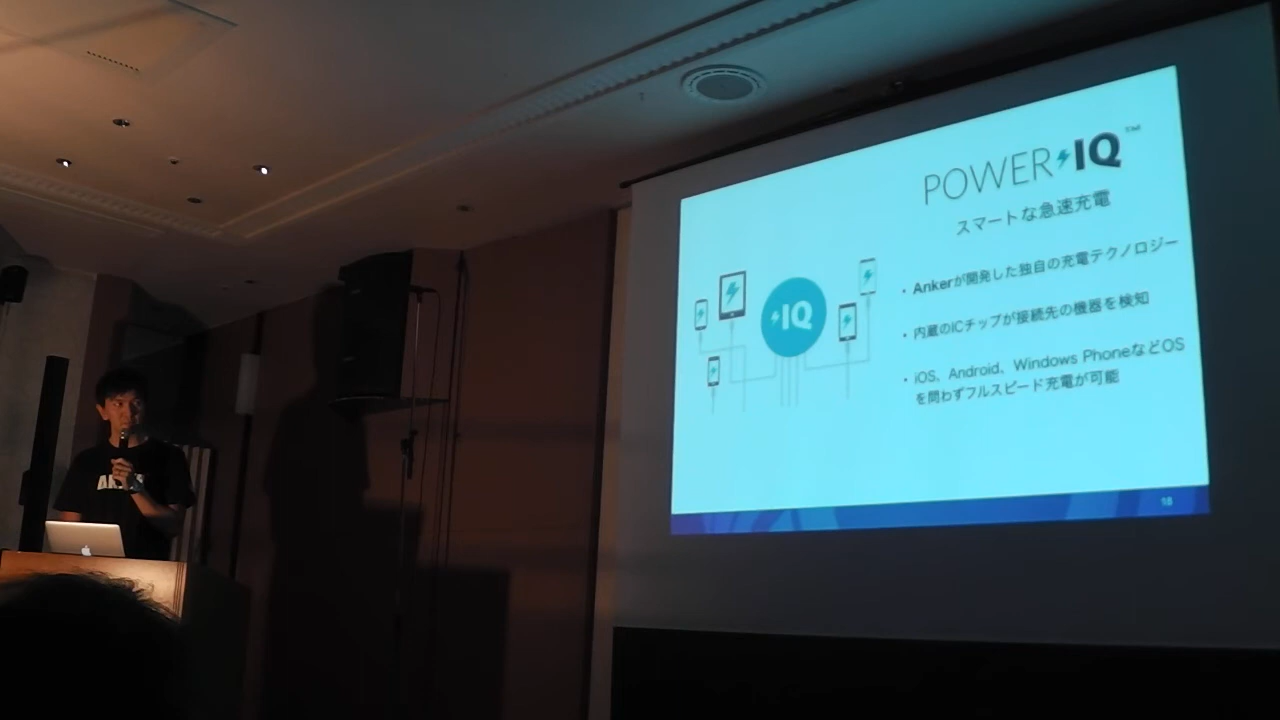 POWER IQ™
スマートな急速充電
・Ankerが開発した独自の充電テクノロジー
・内蔵のICチップが接続先の機器を検知
・iOS、Android、Windows PhoneなどOS
を問わずフルスピード充電が可能
IQ
18